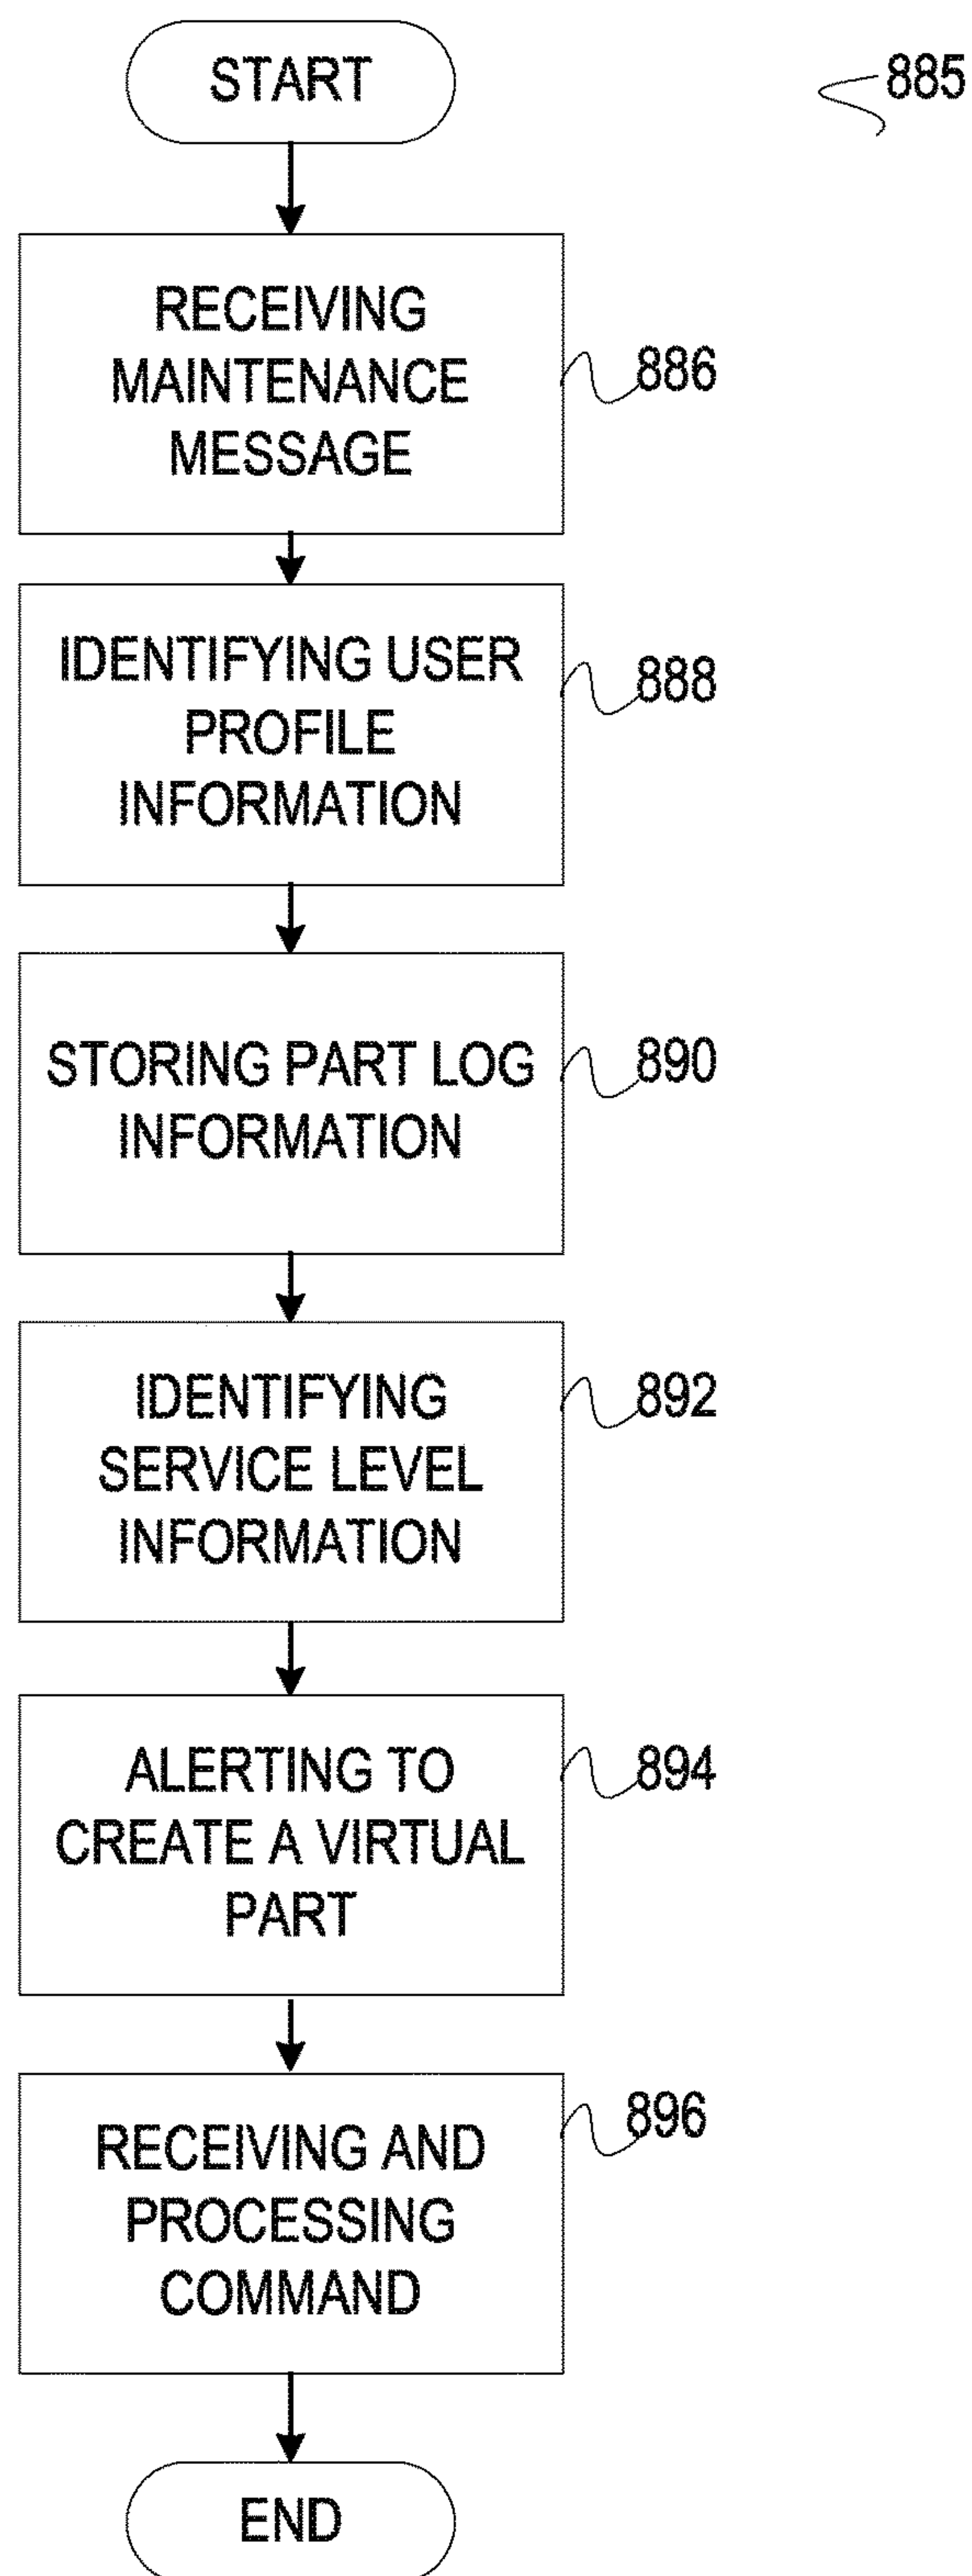 START
885
RECEIVING
MAINTENANCE
MESSAGE
886
IDENTIFYING USER
PROFILE
INFORMATION
888
STORING PART LOG
INFORMATION
890
IDENTIFYING
SERVICE LEVEL
INFORMATION
892
ALERTING TO
CREATE A VIRTUAL
PART
894
RECEIVING AND
PROCESSING
COMMAND
896
END